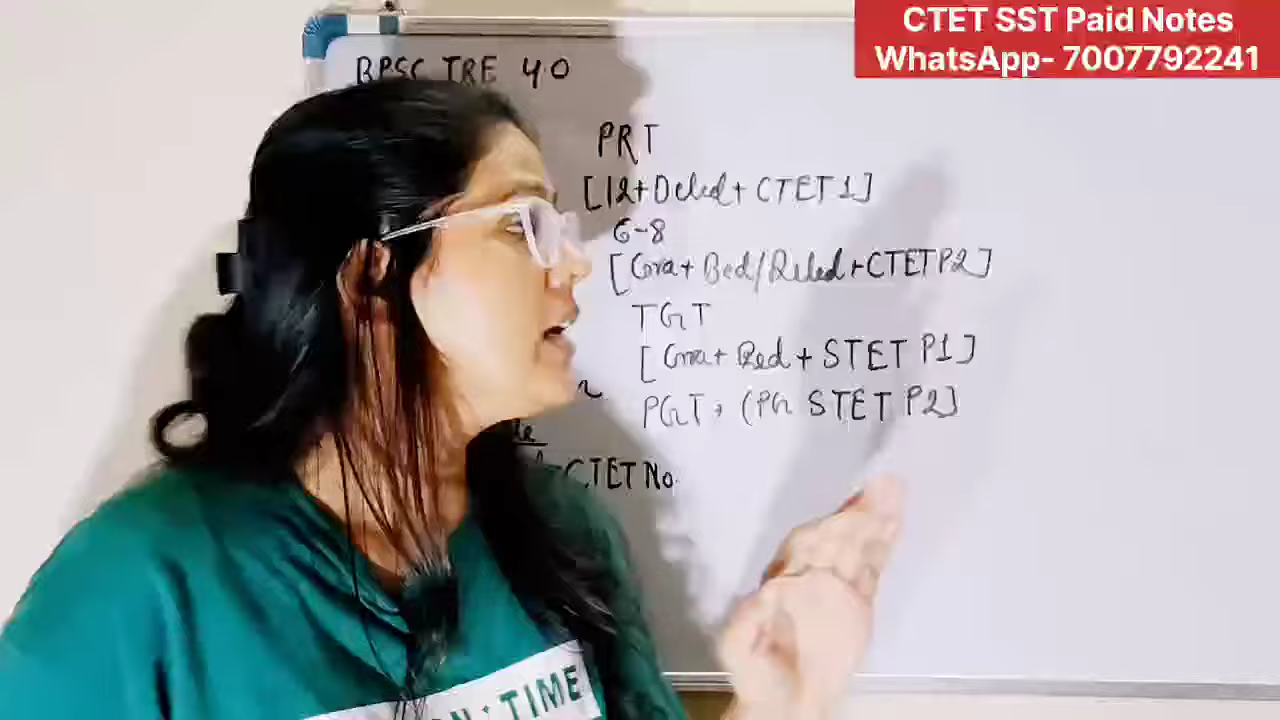 CTET SST Paid Notes
WhatsApp- 7007792241
BPSC TRE 4.0
PRT
[12+Deled+ CTET 1]
6-8
[Gra+ Bed/Deled+CTET P2]
TGT
[Gra+ Bed + STET P1]
PGT, (PG STET P2]
CTET No.
TIME